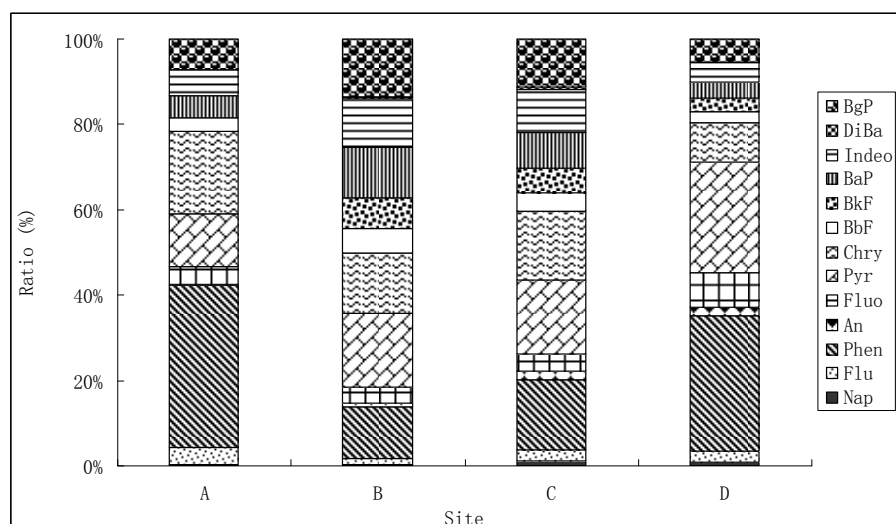 100%
80%
60%
40%
20%
0%
Ratio (%)
A B C D
Site
BgP
DiBa
Indeo
BaP
BkF
BbF
Chry
Pyr
Fluo
An
Phen
Flu
Nap